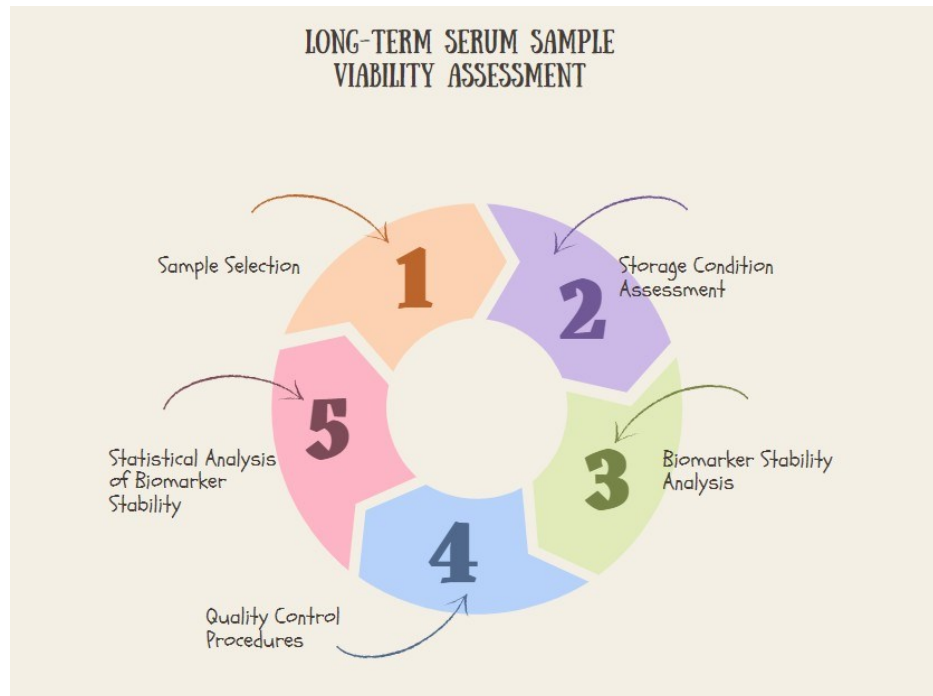 LONG-TERM SERUM SAMPLE
VIABILITY ASSESSMENT
1
Sample Selection
2
Storage Condition
Assessment
3
Biomarker Stability
Analysis
4
Quality Control
Procedures
5
Statistical Analysis
of Biomarker
Stability